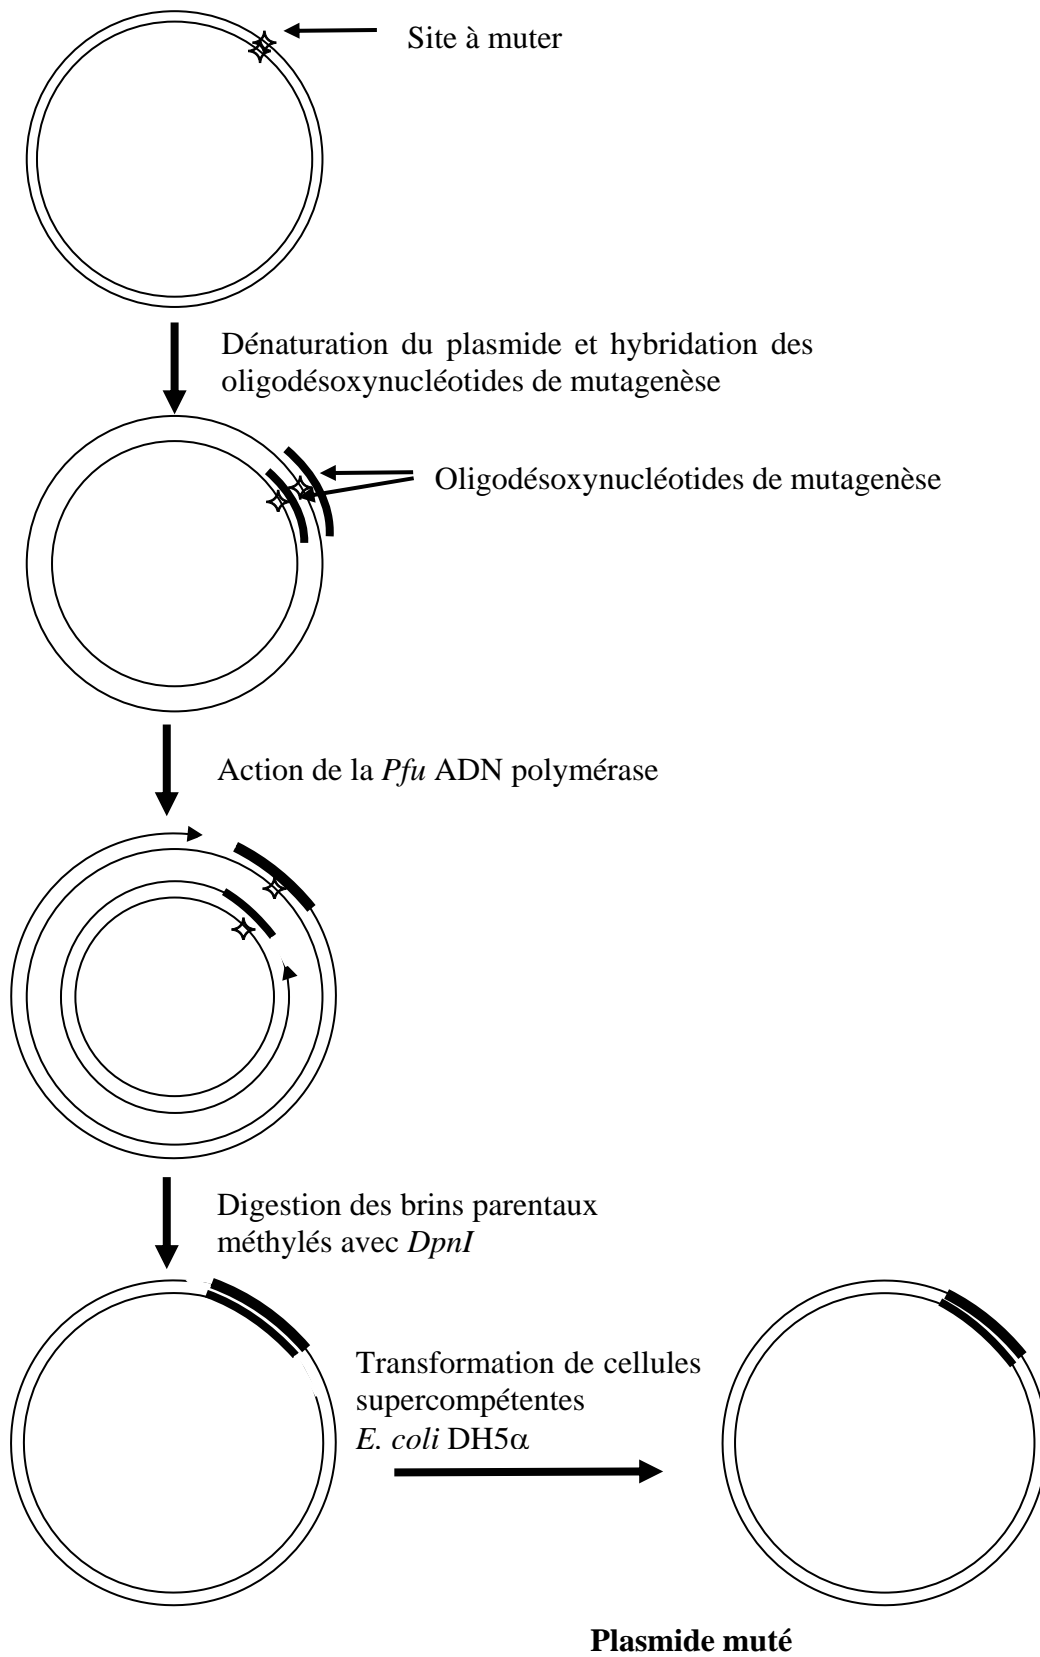 Site à muter
Dénaturation du plasmide et hybridation des
oligodésoxynucléotides de mutagenèse
Oligodésoxynucléotides de mutagenèse
Action de la Pfu ADN polymérase
Digestion des brins parentaux
méthylés avec DpnI
Transformation de cellules
supercompétentes
E. coli DH5α
Plasmide muté